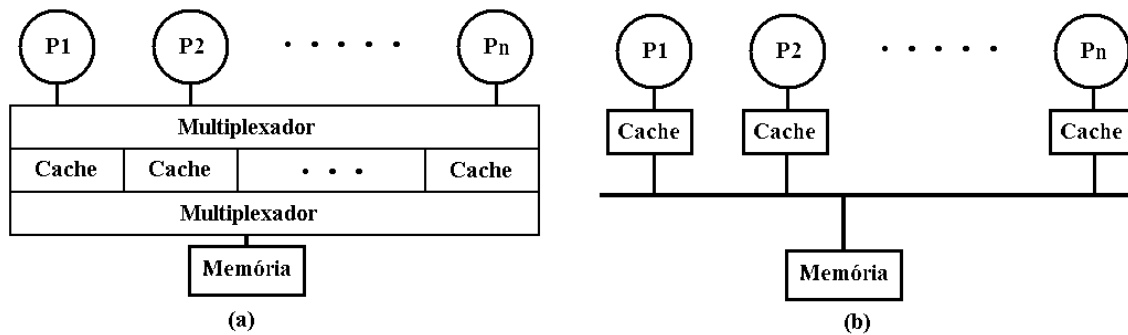 P1 P2 . . . . . Pn
Multiplexador
Cache Cache . . . Cache
Multiplexador
Memória
(a)
P1 P2 . . . . . Pn
Cache Cache Cache
Memória
(b)